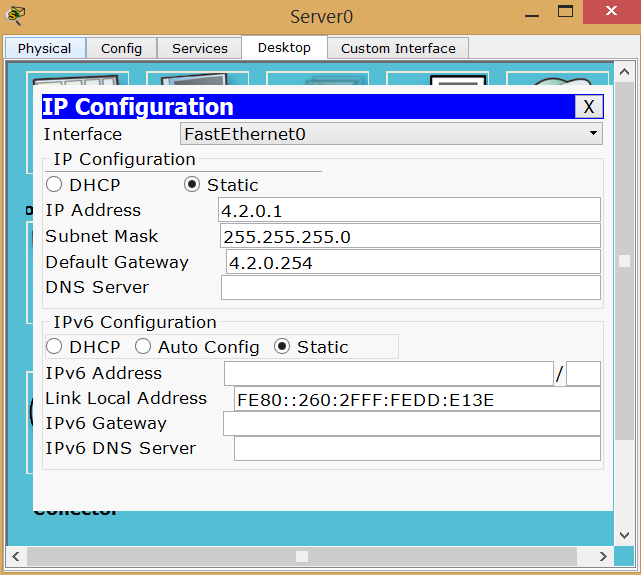 Server0
Physical Config Services Desktop Custom Interface
IP Configuration X
Interface FastEthernet0
IP Configuration
DHCP Static
IP Address 4.2.0.1
Subnet Mask 255.255.255.0
Default Gateway 4.2.0.254
DNS Server
IPv6 Configuration
DHCP Auto Config Static
IPv6 Address /
Link Local Address FE80::260:2FFF:FEDD:E13E
IPv6 Gateway
IPv6 DNS Server
Collector